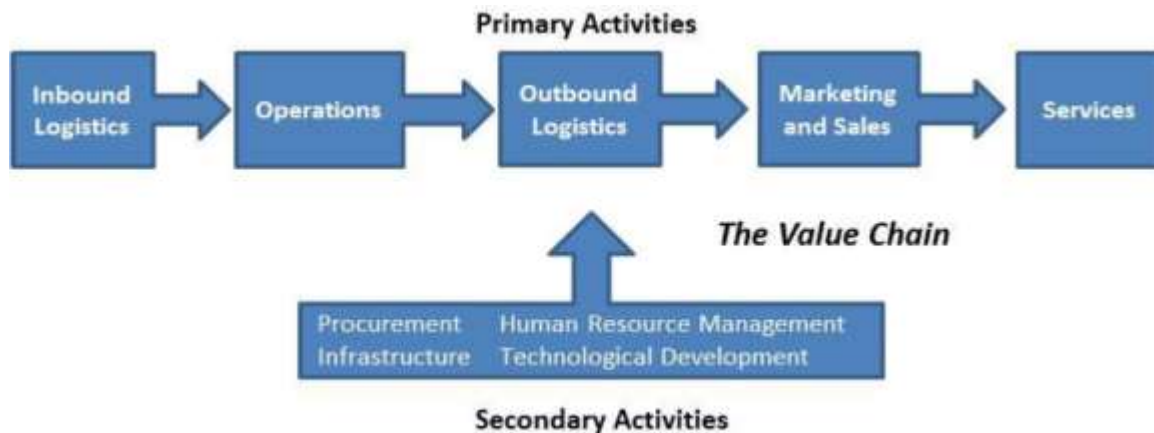 Primary Activities
Inbound
Logistics
Operations
Outbound
Logistics
Marketing
and Sales
Services
The Value Chain
Procurement Human Resource Management
Infrastructure Technological Development
Secondary Activities